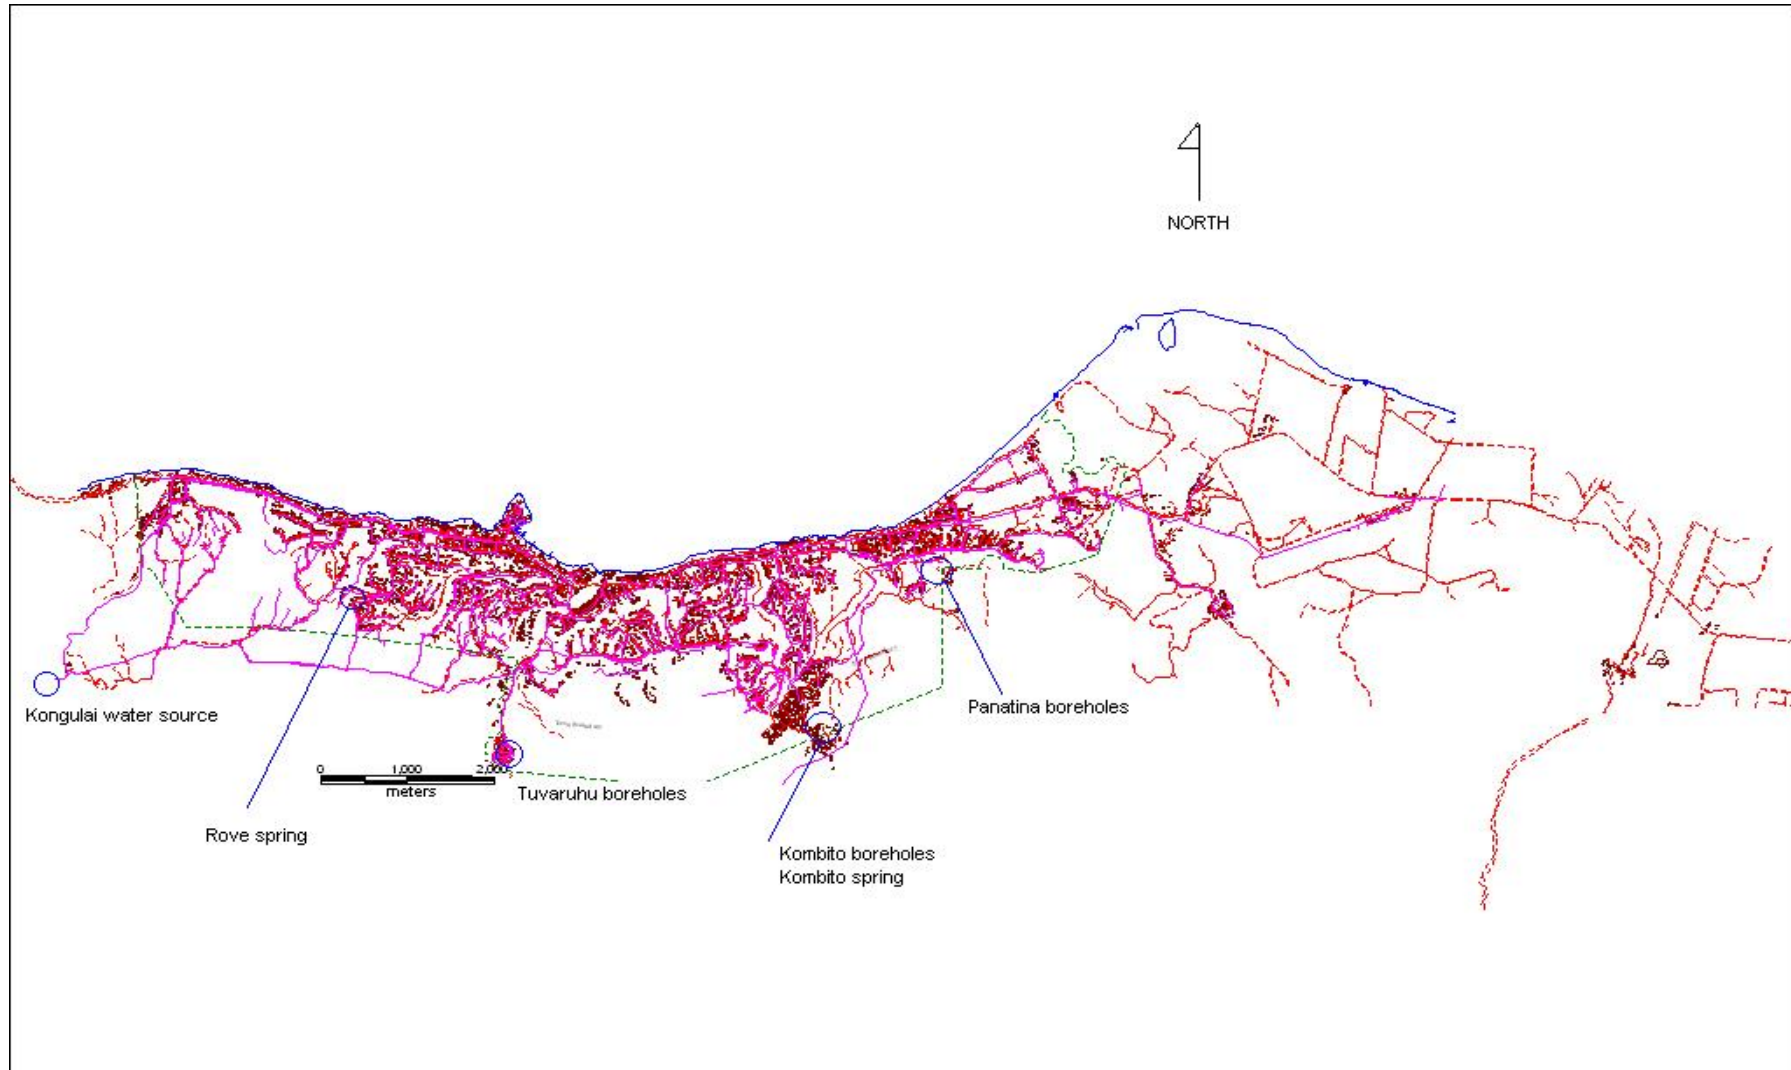 NORTH
Kongulai water source
Panatina boreholes
0 1,000 2,000
meters
Tuvaruhu boreholes
Rove spring
Kombito boreholes
Kombito spring